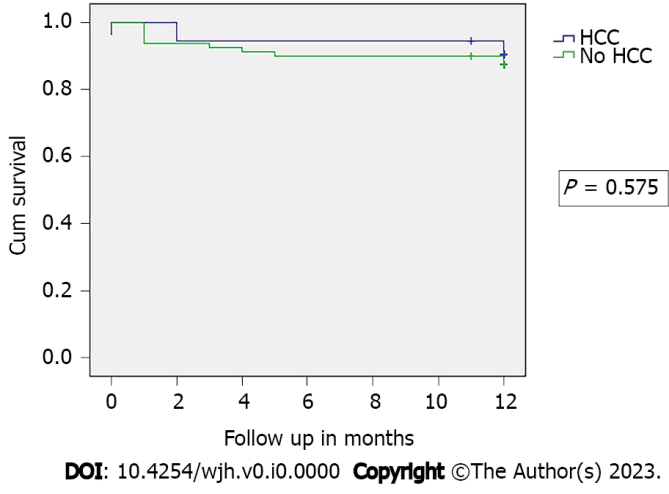 1.0
0.8
0.6
0.4
0.2
0.0
Cum survival
0 2 4 6 8 10 12
Follow up in months
HCC
No HCC
P = 0.575
DOI: 10.4254/wjh.v0.i0.0000 Copyright ©The Author(s) 2023.